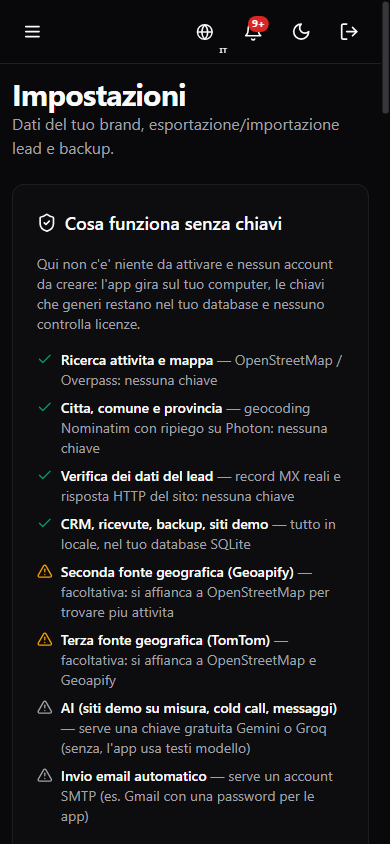 9+
IT
Impostazioni
Dati del tuo brand, esportazione/importazione
lead e backup.
Cosa funziona senza chiavi
Qui non c'e' niente da attivare e nessun account
da creare: l'app gira sul tuo computer, le chiavi
che generi restano nel tuo database e nessuno
controlla licenze.
Ricerca attivita e mappa — OpenStreetMap /
Overpass: nessuna chiave
Citta, comune e provincia — geocoding
Nominatim con ripiego su Photon: nessuna
chiave
Verifica dei dati del lead — record MX reali e
risposta HTTP del sito: nessuna chiave
CRM, ricevute, backup, siti demo — tutto in
locale, nel tuo database SQLite
Seconda fonte geografica (Geoapify) —
facoltativa: si affianca a OpenStreetMap per
trovare piu attivita
Terza fonte geografica (TomTom) —
facoltativa: si affianca a OpenStreetMap e
Geoapify
AI (siti demo su misura, cold call, messaggi)
— serve una chiave gratuita Gemini o Groq
(senza, l'app usa testi modello)
Invio email automatico — serve un account
SMTP (es. Gmail con una password per le
app)